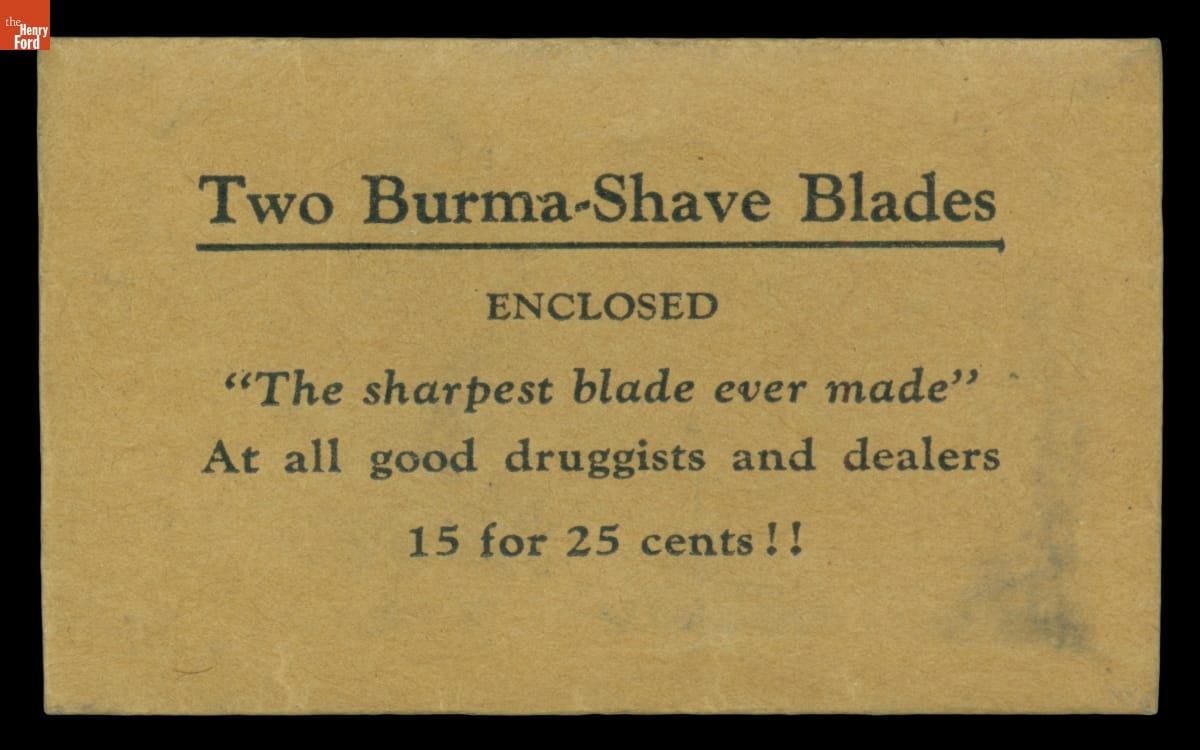 the
Henry
Ford
Two Burma-Shave Blades
ENCLOSED
“The sharpest blade ever made”
At all good druggists and dealers
15 for 25 cents!!